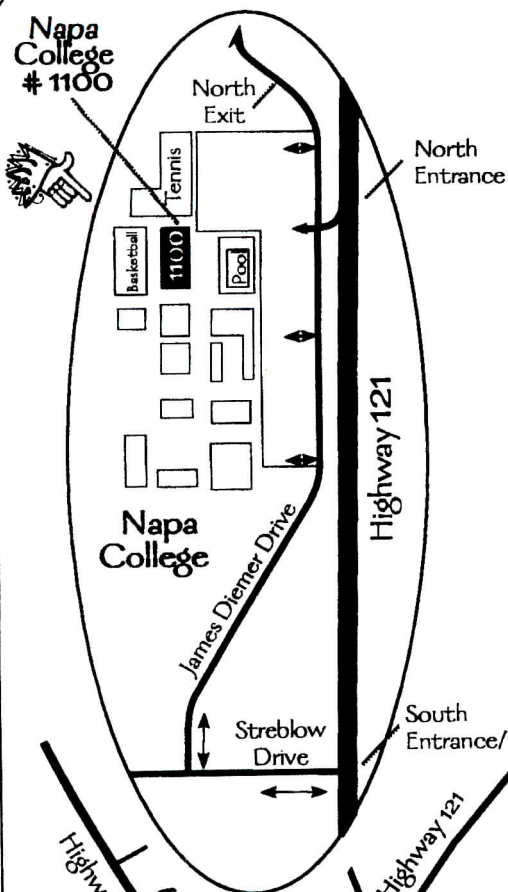 Napa
College
# 1100
North
Exit
North
Entrance
Tennis
Basketball
1100
Pool
Highway 121
Napa
College
James Diemer Drive
Streblow
Drive
South
Entrance/
Highway 121